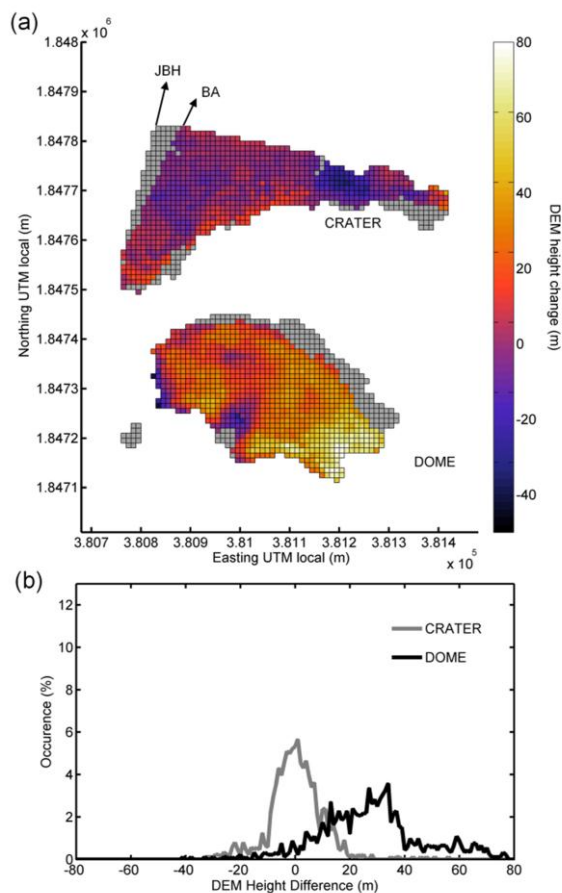 (a)
x 10⁶
1.848
1.8479
1.8478
1.8477
1.8476
1.8475
1.8474
1.8473
1.8472
1.8471
Northing UTM local (m)
JBH
BA
CRATER
DOME
3.807 3.808 3.809 3.81 3.811 3.812 3.813 3.814
Easting UTM local (m)
x 10⁵
80
60
40
20
0
-20
-40
DEM height change (m)
(b)
12
10
8
6
4
2
0
Occurence (%)
CRATER
DOME
-80 -60 -40 -20 0 20 40 60 80
DEM Height Difference (m)